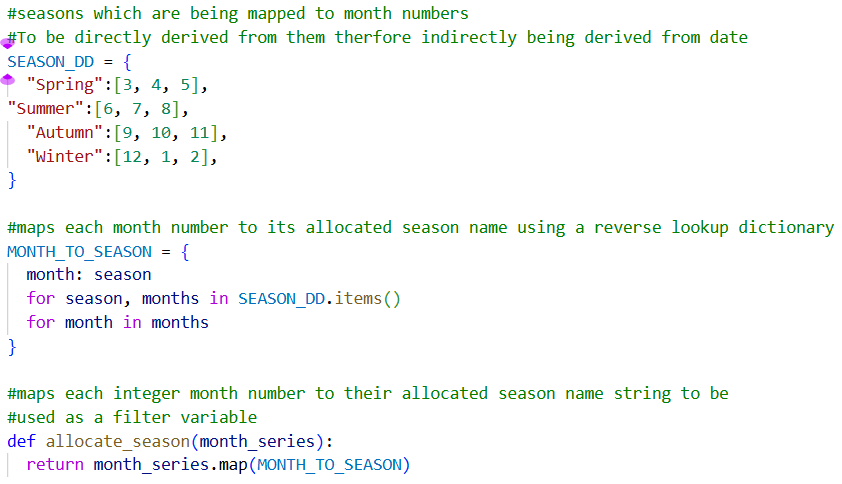 #seasons which are being mapped to month numbers
#To be directly derived from them therfore indirectly being derived from date
SEASON_DD = {
  "Spring":[3, 4, 5],
"Summer":[6, 7, 8],
  "Autumn":[9, 10, 11],
  "Winter":[12, 1, 2],
}

#maps each month number to its allocated season name using a reverse lookup dictionary
MONTH_TO_SEASON = {
  month: season
  for season, months in SEASON_DD.items()
  for month in months
}

#maps each integer month number to their allocated season name string to be
#used as a filter variable
def allocate_season(month_series):
  return month_series.map(MONTH_TO_SEASON)